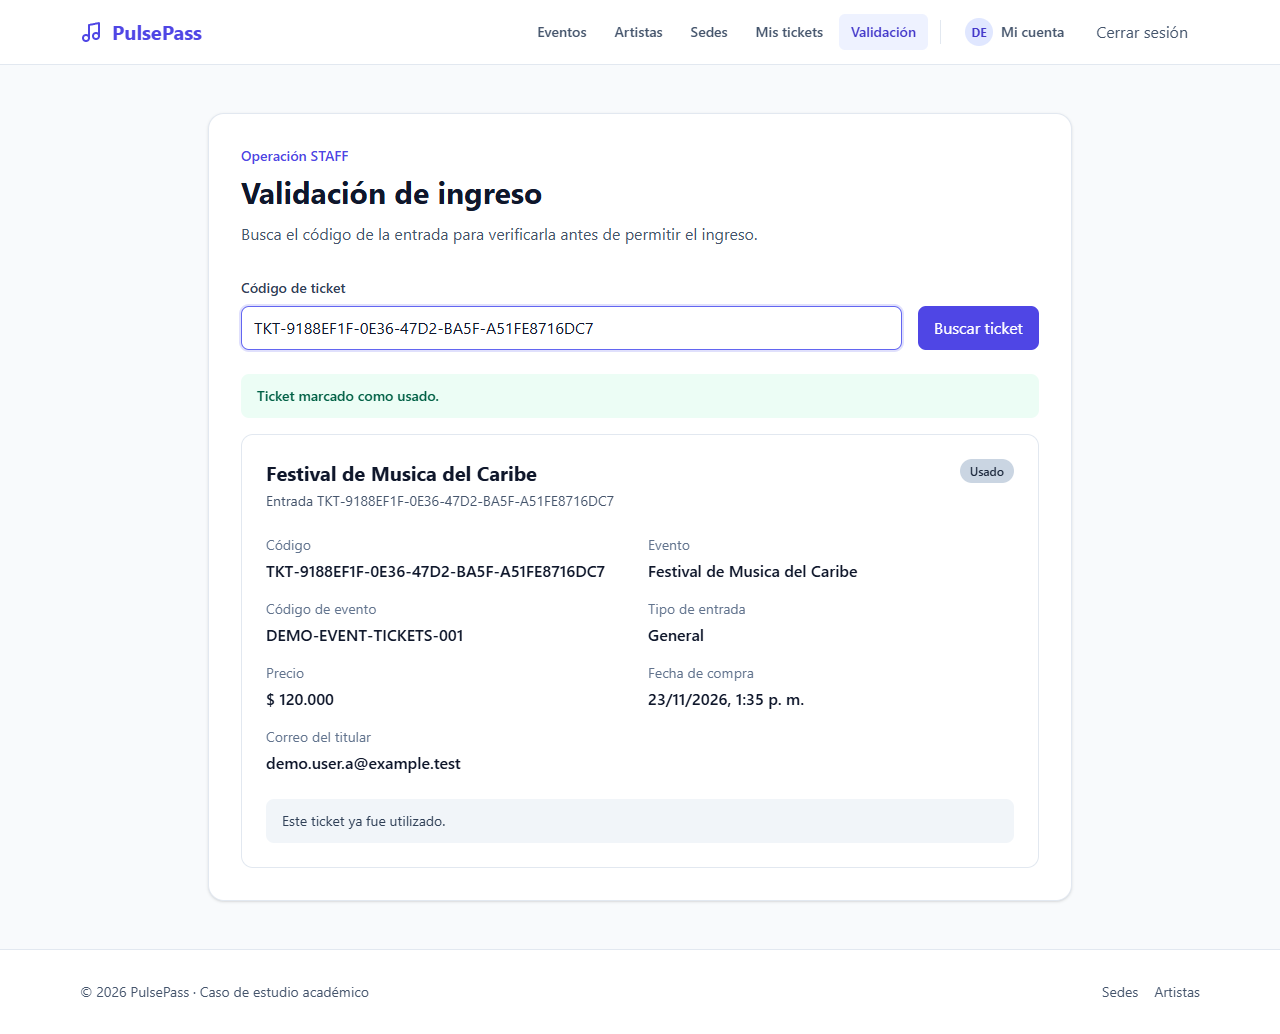 PulsePass
Eventos
Artistas
Sedes
Mis tickets
Validación
DE
Mi cuenta
Cerrar sesión
Operación STAFF
Validación de ingreso
Busca el código de la entrada para verificarla antes de permitir el ingreso.
Código de ticket
TKT-9188EF1F-0E36-47D2-BA5F-A51FE8716DC7
Buscar ticket
Ticket marcado como usado.
Festival de Musica del Caribe
Usado
Entrada TKT-9188EF1F-0E36-47D2-BA5F-A51FE8716DC7
Código
TKT-9188EF1F-0E36-47D2-BA5F-A51FE8716DC7
Evento
Festival de Musica del Caribe
Código de evento
DEMO-EVENT-TICKETS-001
Tipo de entrada
General
Precio
$ 120.000
Fecha de compra
23/11/2026, 1:35 p. m.
Correo del titular
demo.user.a@example.test
Este ticket ya fue utilizado.
© 2026 PulsePass · Caso de estudio académico
Sedes
Artistas